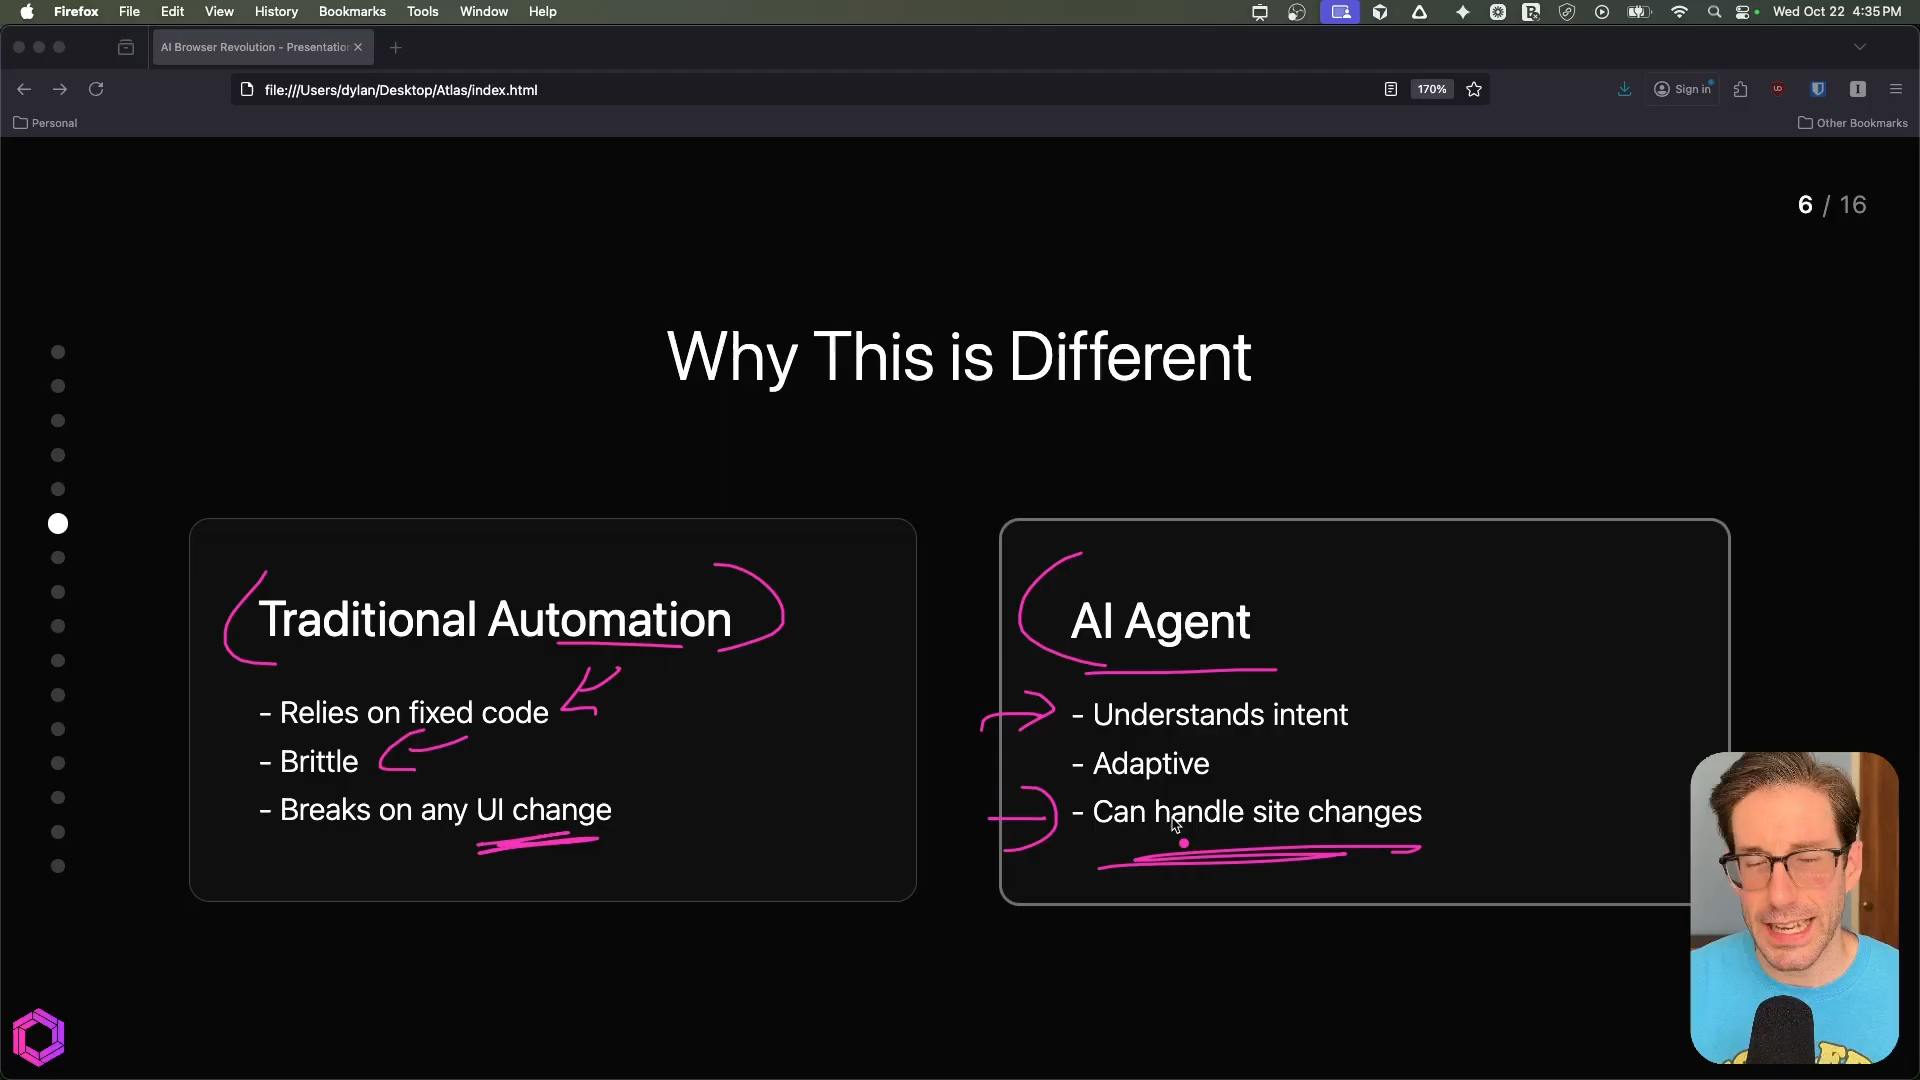 Firefox File Edit View History Bookmarks Tools Window Help
Wed Oct 22 4:35 PM
AI Browser Revolution - Presentation
file:///Users/dylan/Desktop/Atlas/index.html
170%
Sign in
Personal
Other Bookmarks
6 / 16
Why This is Different
Traditional Automation
- Relies on fixed code
- Brittle
- Breaks on any UI change
AI Agent
- Understands intent
- Adaptive
- Can handle site changes